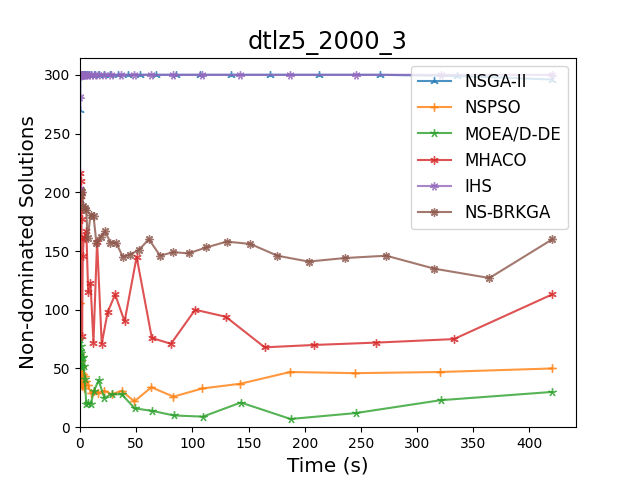 dtlz5_2000_3
Non-dominated Solutions
300
250
200
150
100
50
0
NSGA-II
NSPSO
MOEA/D-DE
MHACO
IHS
NS-BRKGA
0 50 100 150 200 250 300 350 400
Time (s)